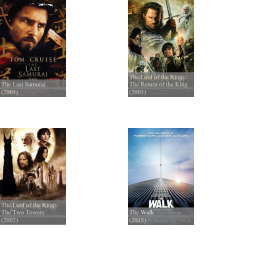 TOM CRUISE
THE LAST
SAMURAI
The Last Samurai
(2003)
The Lord of the Rings:
The Return of the King
(2003)
The Lord of the Rings:
The Two Towers
(2002)
WALK
The Walk
(2015)